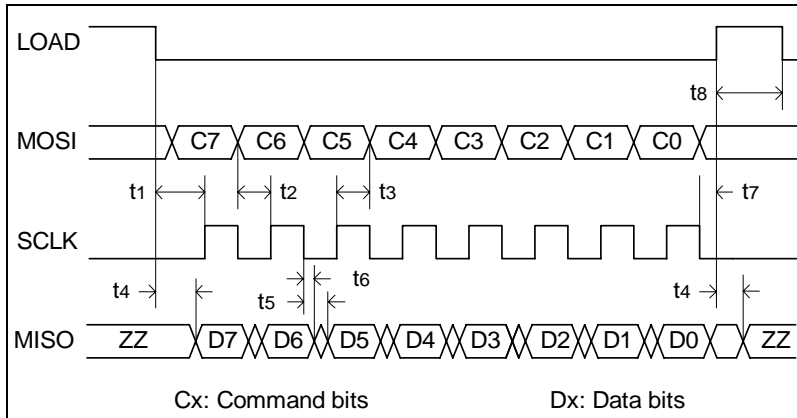 LOAD
t8
MOSI C7 C6 C5 C4 C3 C2 C1 C0
t1 t2 t3 t7
SCLK
t4 t5 t6 t4
MISO ZZ D7 D6 D5 D4 D3 D2 D1 D0 ZZ
Cx: Command bits Dx: Data bits